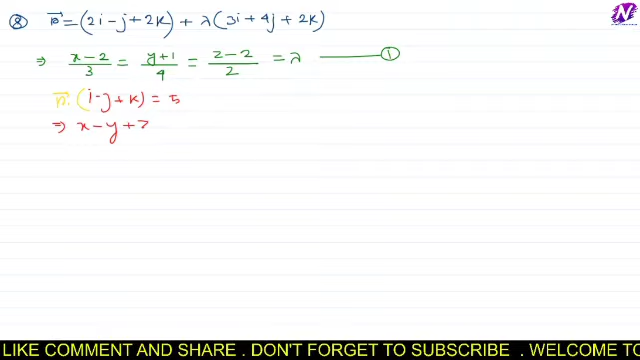 ⑧ r⃗ = (2i - j + 2k) + λ(3i + 4j + 2k)
⇒ (x-2)/3 = (y+1)/4 = (z-2)/2 = λ —— ①
r⃗. (i - j + k) = 5
⇒ x - y + z
N
LIKE COMMENT AND SHARE . DON'T FORGET TO SUBSCRIBE . WELCOME TO